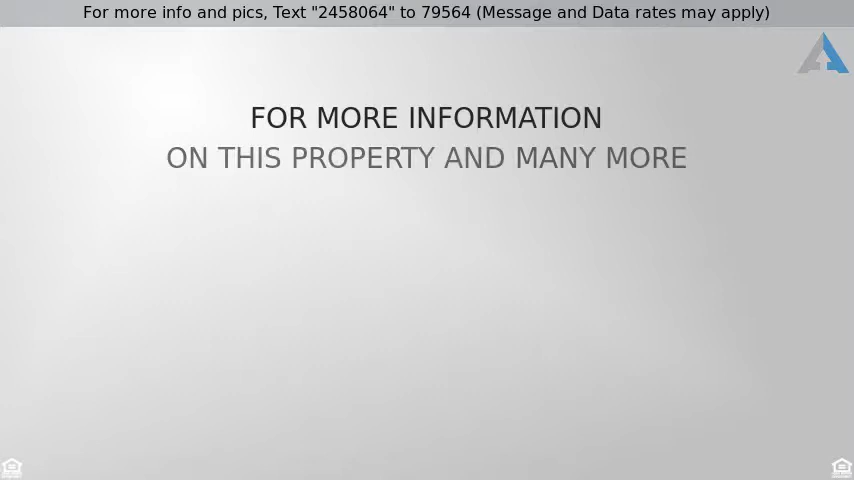 For more info and pics, Text "2458064" to 79564 (Message and Data rates may apply)
FOR MORE INFORMATION
ON THIS PROPERTY AND MANY MORE